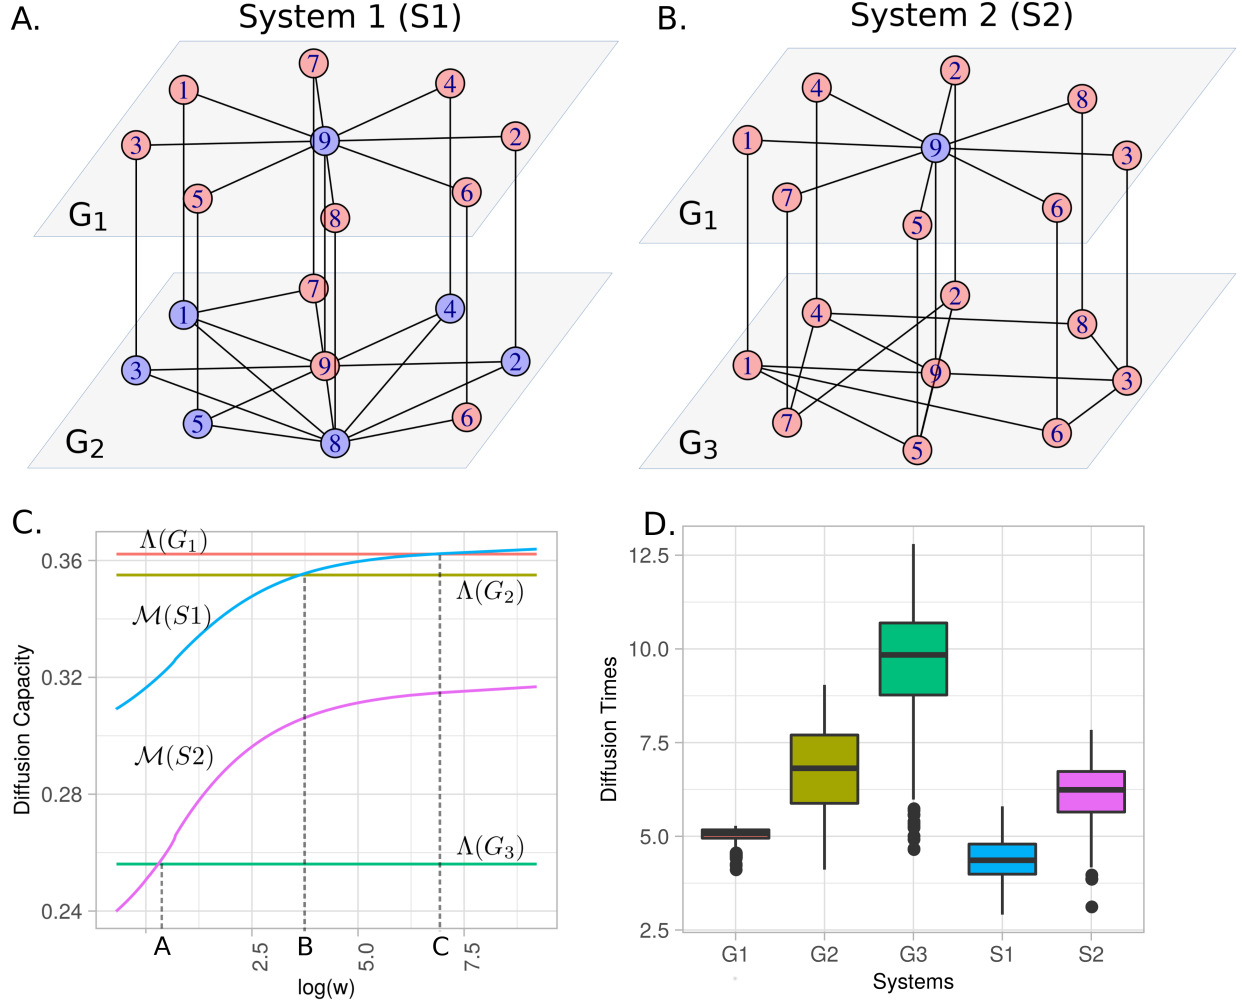 A.
System 1 (S1)
7
1
4
9
3
2
5
6
8
G1
7
1
4
9
3
2
5
6
8
G2
B.
System 2 (S2)
2
4
8
1
9
3
7
6
5
G1
2
4
8
1
9
3
7
6
5
G3
C.
Λ(G1)
0.36
Λ(G2)
M(S1)
0.32
Diffusion Capacity
M(S2)
0.28
Λ(G3)
0.24
A
2.5
B
5.0
C
7.5
log(w)
D.
12.5
10.0
7.5
5.0
2.5
Diffusion Times
G1 G2 G3 S1 S2
Systems